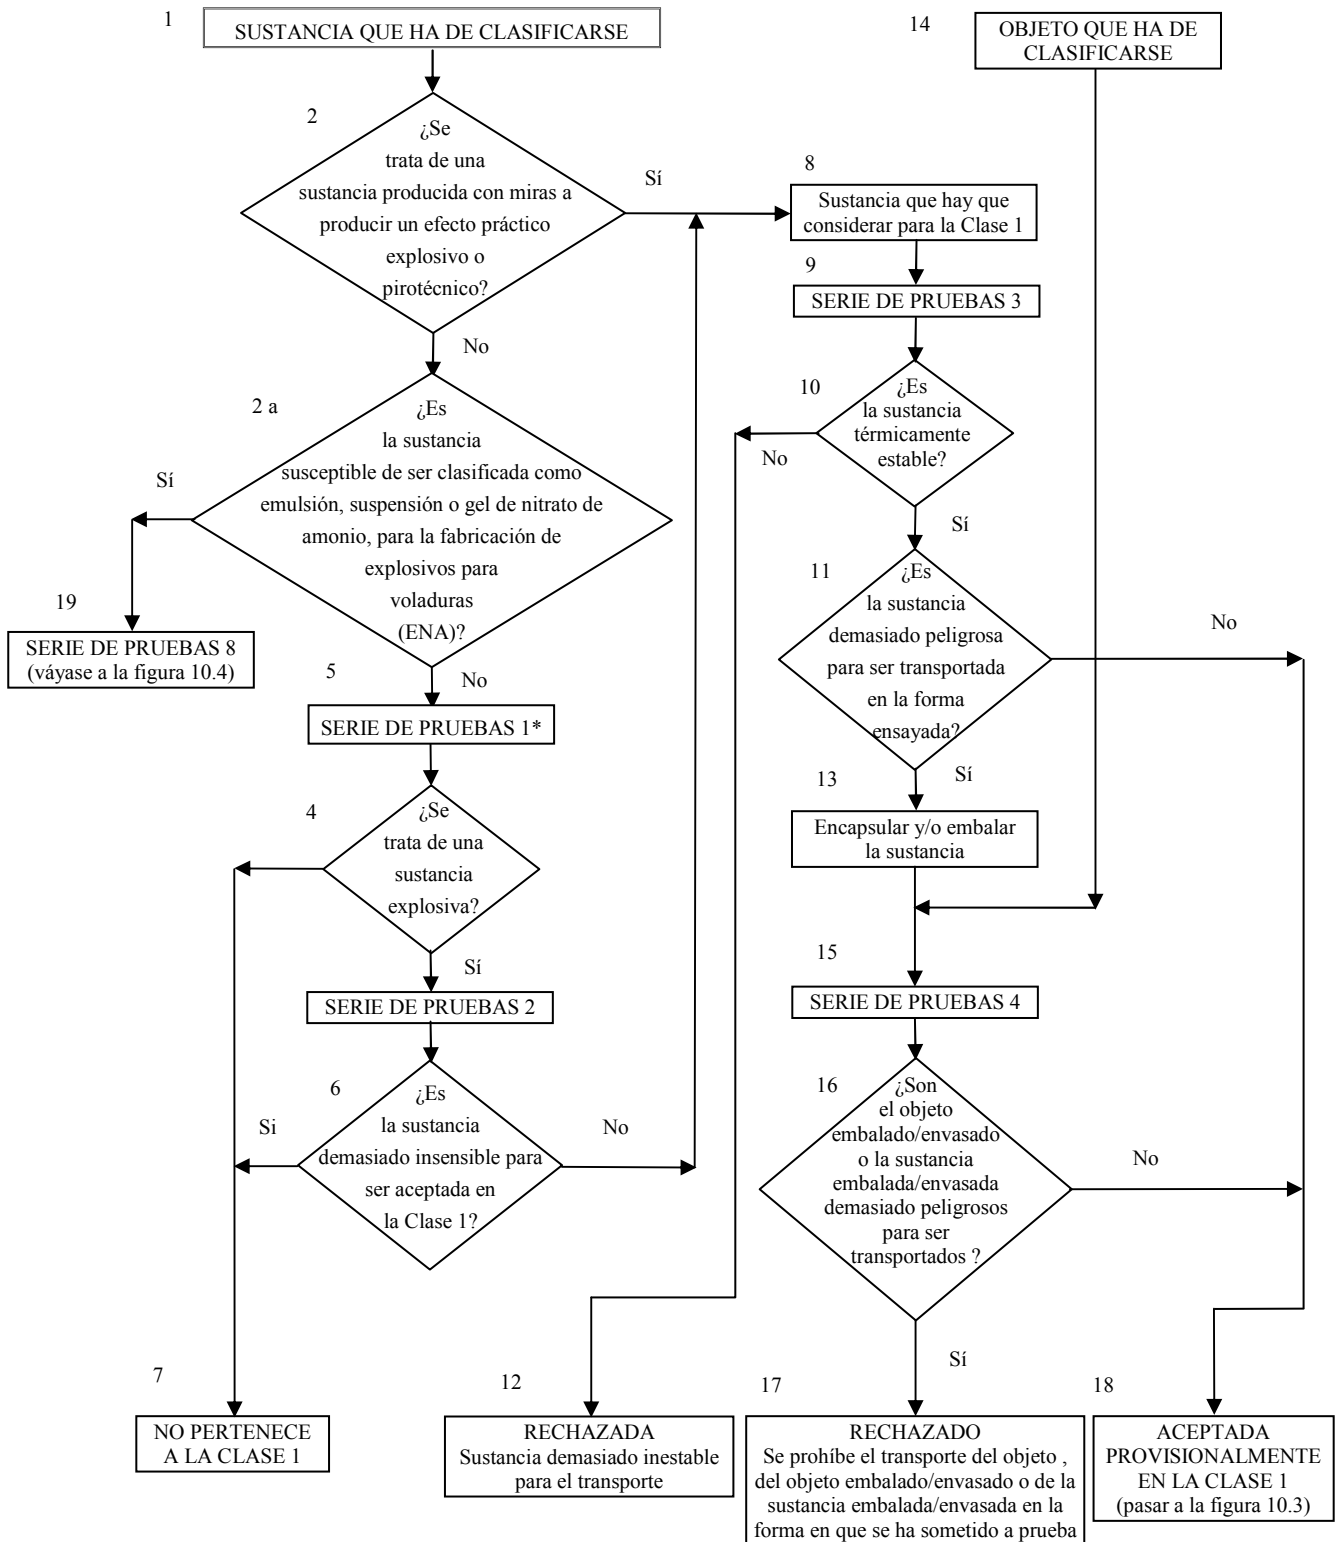 1
SUSTANCIA QUE HA DE CLASIFICARSE
14
OBJETO QUE HA DE
CLASIFICARSE
2
¿Se
trata de una
sustancia producida con miras a
producir un efecto práctico
explosivo o
pirotécnico?
Sí
No
8
Sustancia que hay que
considerar para la Clase 1
9
SERIE DE PRUEBAS 3
10
¿Es
la sustancia
térmicamente
estable?
No
Sí
2 a
¿Es
la sustancia
susceptible de ser clasificada como
emulsión, suspensión o gel de nitrato de
amonio, para la fabricación de
explosivos para
voladuras
(ENA)?
Sí
No
19
SERIE DE PRUEBAS 8
(váyase a la figura 10.4)
11
¿Es
la sustancia
demasiado peligrosa
para ser transportada
en la forma
ensayada?
No
Sí
5
SERIE DE PRUEBAS 1*
4
¿Se
trata de una
sustancia
explosiva?
Sí
13
Encapsular y/o embalar
la sustancia
SERIE DE PRUEBAS 2
15
SERIE DE PRUEBAS 4
6
¿Es
la sustancia
demasiado insensible para
ser aceptada en
la Clase 1?
Si
No
16
¿Son
el objeto
embalado/envasado
o la sustancia
embalada/envasada
demasiado peligrosos
para ser
transportados ?
No
Sí
7
NO PERTENECE
A LA CLASE 1
12
RECHAZADA
Sustancia demasiado inestable
para el transporte
17
RECHAZADO
Se prohíbe el transporte del objeto ,
del objeto embalado/envasado o de la
sustancia embalada/envasada en la
forma en que se ha sometido a prueba
18
ACEPTADA
PROVISIONALMENTE
EN LA CLASE 1
(pasar a la figura 10.3)